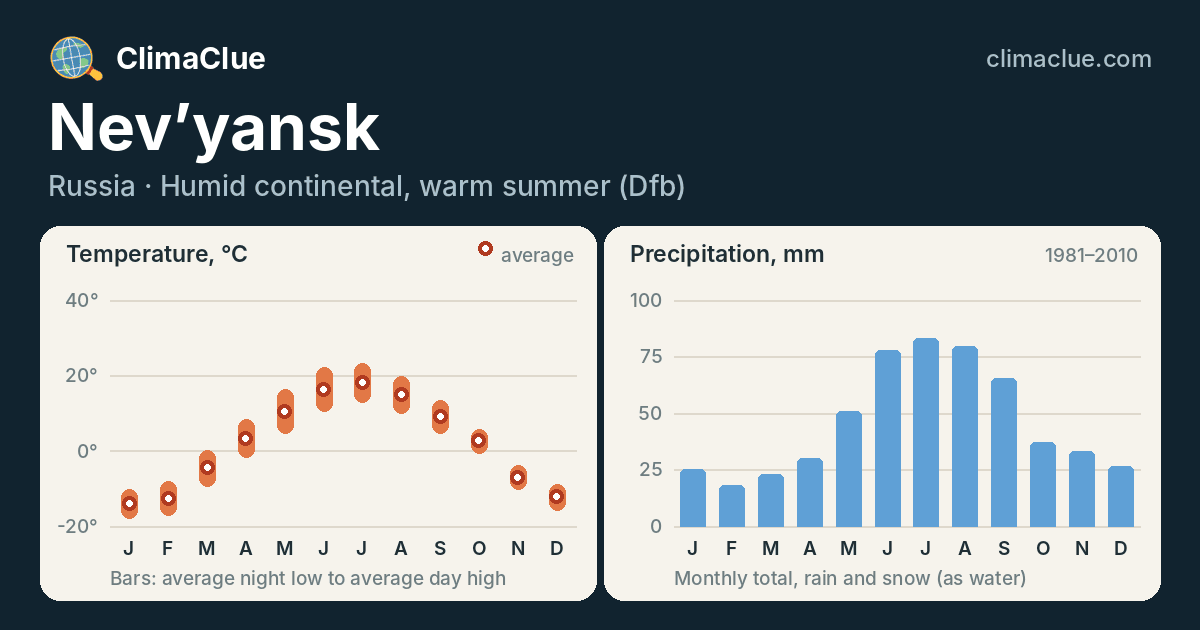 ClimaClue
climaclue.com
Nev’yansk
Russia · Humid continental, warm summer (Dfb)
Temperature, °C
average
40°
20°
0°
-20°
J F M A M J J A S O N D
Bars: average night low to average day high
Precipitation, mm
1981–2010
100
75
50
25
0
J F M A M J J A S O N D
Monthly total, rain and snow (as water)